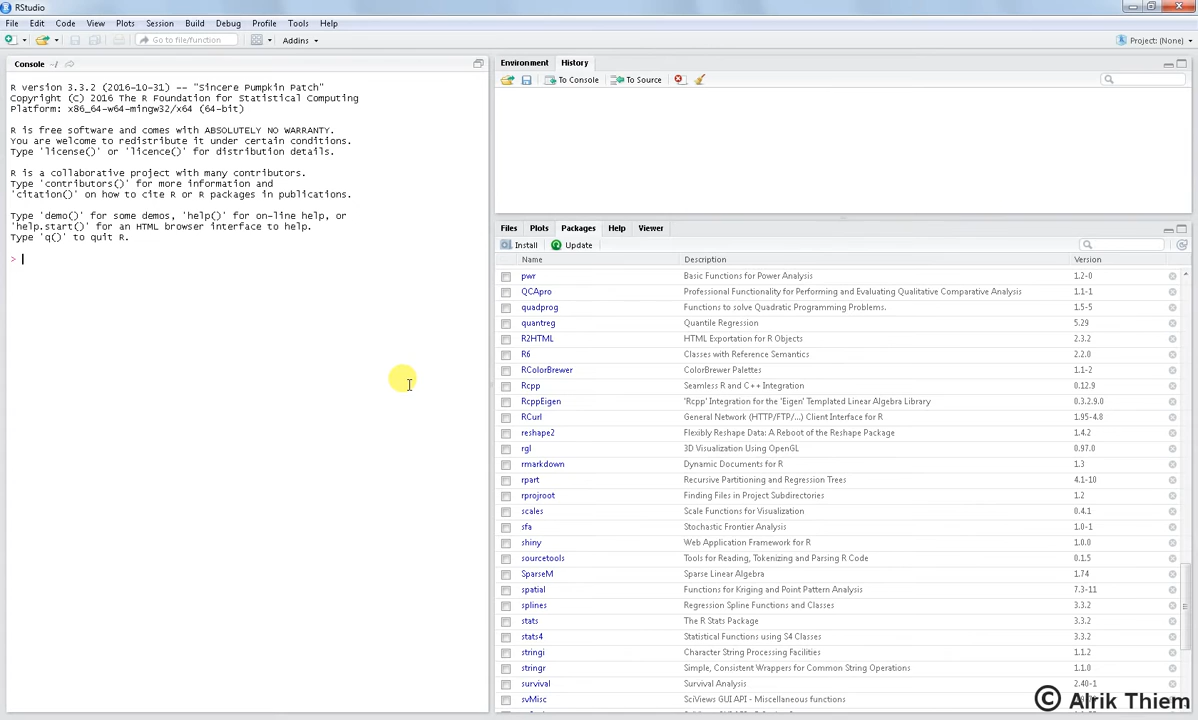 RStudio
File Edit Code View Plots Session Build Debug Profile Tools Help
Go to file/function Addins Project: (None)
Console ~/
R version 3.3.2 (2016-10-31) -- "Sincere Pumpkin Patch"
Copyright (C) 2016 The R Foundation for Statistical Computing
Platform: x86_64-w64-mingw32/x64 (64-bit)
R is free software and comes with ABSOLUTELY NO WARRANTY.
You are welcome to redistribute it under certain conditions.
Type 'license()' or 'licence()' for distribution details.
R is a collaborative project with many contributors.
Type 'contributors()' for more information and
'citation()' on how to cite R or R packages in publications.
Type 'demo()' for some demos, 'help()' for on-line help, or
'help.start()' for an HTML browser interface to help.
Type 'q()' to quit R.
>
Environment History
To Console To Source
Files Plots Packages Help Viewer
Install Update
Name Description Version
pwr Basic Functions for Power Analysis 1.2-0
QCApro Professional Functionality for Performing and Evaluating Qualitative Comparative Analysis 1.1-1
quadprog Functions to solve Quadratic Programming Problems. 1.5-5
quantreg Quantile Regression 5.29
R2HTML HTML Exportation for R Objects 2.3.2
R6 Classes with Reference Semantics 2.2.0
RColorBrewer ColorBrewer Palettes 1.1-2
Rcpp Seamless R and C++ Integration 0.12.9
RcppEigen 'Rcpp' Integration for the 'Eigen' Templated Linear Algebra Library 0.3.2.9.0
RCurl General Network (HTTP/FTP/...) Client Interface for R 1.95-4.8
reshape2 Flexibly Reshape Data: A Reboot of the Reshape Package 1.4.2
rgl 3D Visualization Using OpenGL 0.97.0
rmarkdown Dynamic Documents for R 1.3
rpart Recursive Partitioning and Regression Trees 4.1-10
rprojroot Finding Files in Project Subdirectories 1.2
scales Scale Functions for Visualization 0.4.1
sfa Stochastic Frontier Analysis 1.0-1
shiny Web Application Framework for R 1.0.0
sourcetools Tools for Reading, Tokenizing and Parsing R Code 0.1.5
SparseM Sparse Linear Algebra 1.74
spatial Functions for Kriging and Point Pattern Analysis 7.3-11
splines Regression Spline Functions and Classes 3.3.2
stats The R Stats Package 3.3.2
stats4 Statistical Functions using S4 Classes 3.3.2
stringi Character String Processing Facilities 1.1.2
stringr Simple, Consistent Wrappers for Common String Operations 1.1.0
survival Survival Analysis 2.40-1
svMisc SciViews GUI API - Miscellaneous functions
© Alrik Thiem